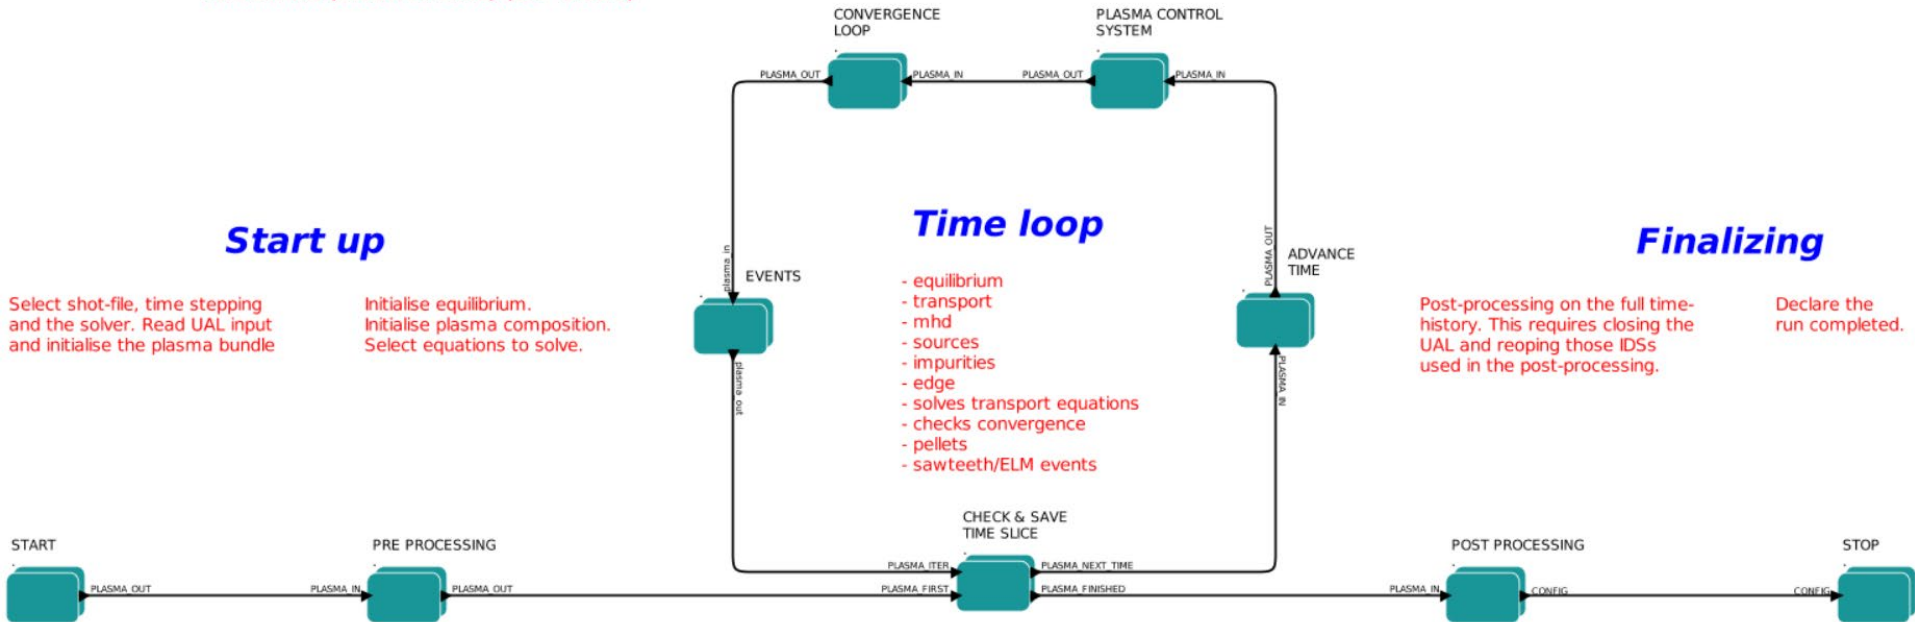 CONVERGENCE
LOOP
PLASMA CONTROL
SYSTEM
PLASMA_OUT
PLASMA_IN
PLASMA_OUT
PLASMA_IN
Start up
Time loop
Finalizing
plasma_in
EVENTS
PLASMA_OUT
ADVANCE
TIME
Select shot-file, time stepping
and the solver. Read UAL input
and initialise the plasma bundle
Initialise equilibrium.
Initialise plasma composition.
Select equations to solve.
- equilibrium
- transport
- mhd
- sources
- impurities
- edge
- solves transport equations
- checks convergence
- pellets
- sawteeth/ELM events
Post-processing on the full time-
history. This requires closing the
UAL and reoping those IDSs
used in the post-processing.
Declare the
run completed.
plasma_out
PLASMA_IN
CHECK & SAVE
TIME SLICE
START
PRE PROCESSING
POST PROCESSING
STOP
PLASMA_ITER
PLASMA_NEXT_TIME
PLASMA_OUT
PLASMA_IN
PLASMA_OUT
PLASMA_FIRST
PLASMA_FINISHED
PLASMA_IN
CONFIG
CONFIG